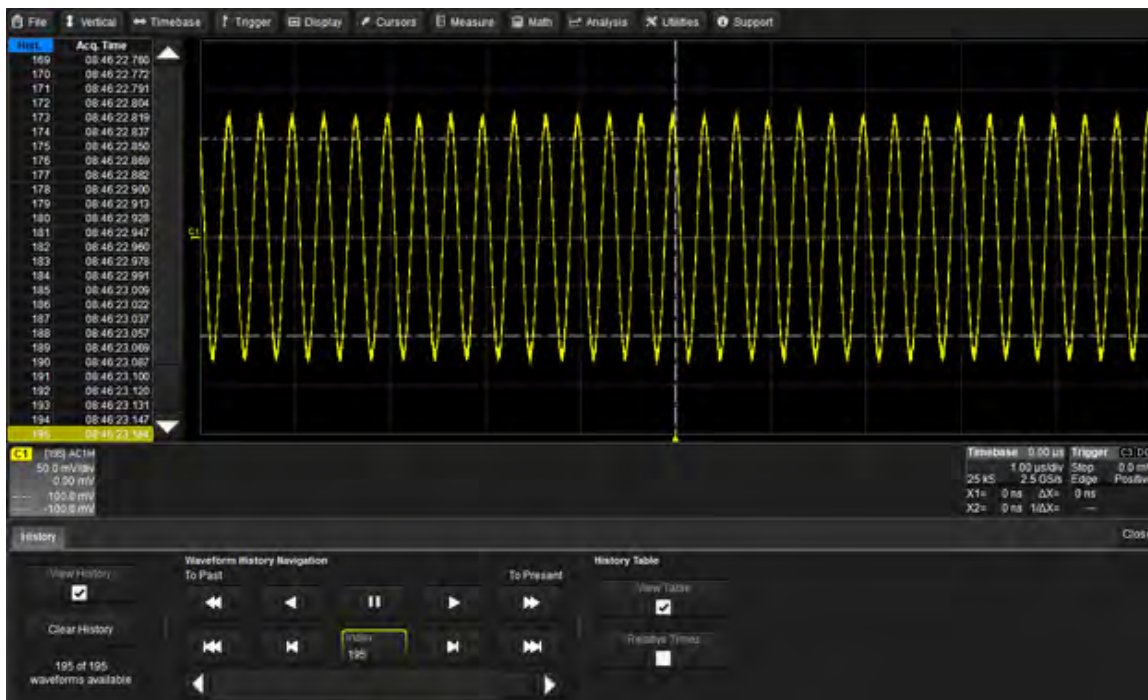 File Vertical Timebase Trigger Display Cursors Measure Math Analysis Utilities Support
Hist. Acq. Time
169 08:46:22.760
170 08:46:22.772
171 08:46:22.791
172 08:46:22.804
173 08:46:22.819
174 08:46:22.837
175 08:46:22.850
176 08:46:22.869
177 08:46:22.882
178 08:46:22.900
179 08:46:22.913
180 08:46:22.928
181 08:46:22.947
182 08:46:22.960
183 08:46:22.978
184 08:46:22.991
185 08:46:23.009
186 08:46:23.022
187 08:46:23.037
188 08:46:23.057
189 08:46:23.069
190 08:46:23.087
191 08:46:23.100
192 08:46:23.120
193 08:46:23.131
194 08:46:23.147
195 08:46:23.164
C1
C1 [195] AC1M
50.0 mV/div
0.00 mV
100.0 mV
-100.0 mV
Timebase 0.00 µs
1.00 µs/div
25 kS 2.5 GS/s
X1= 0 ns ΔX= 0 ns
X2= 0 ns 1/ΔX= ---
Trigger C3 DC
Stop 0.0 mV
Edge Positive
History
Close
View History
Clear History
195 of 195
waveforms available
Waveform History Navigation
To Past To Present
Index
195
History Table
View Table
Relative Times